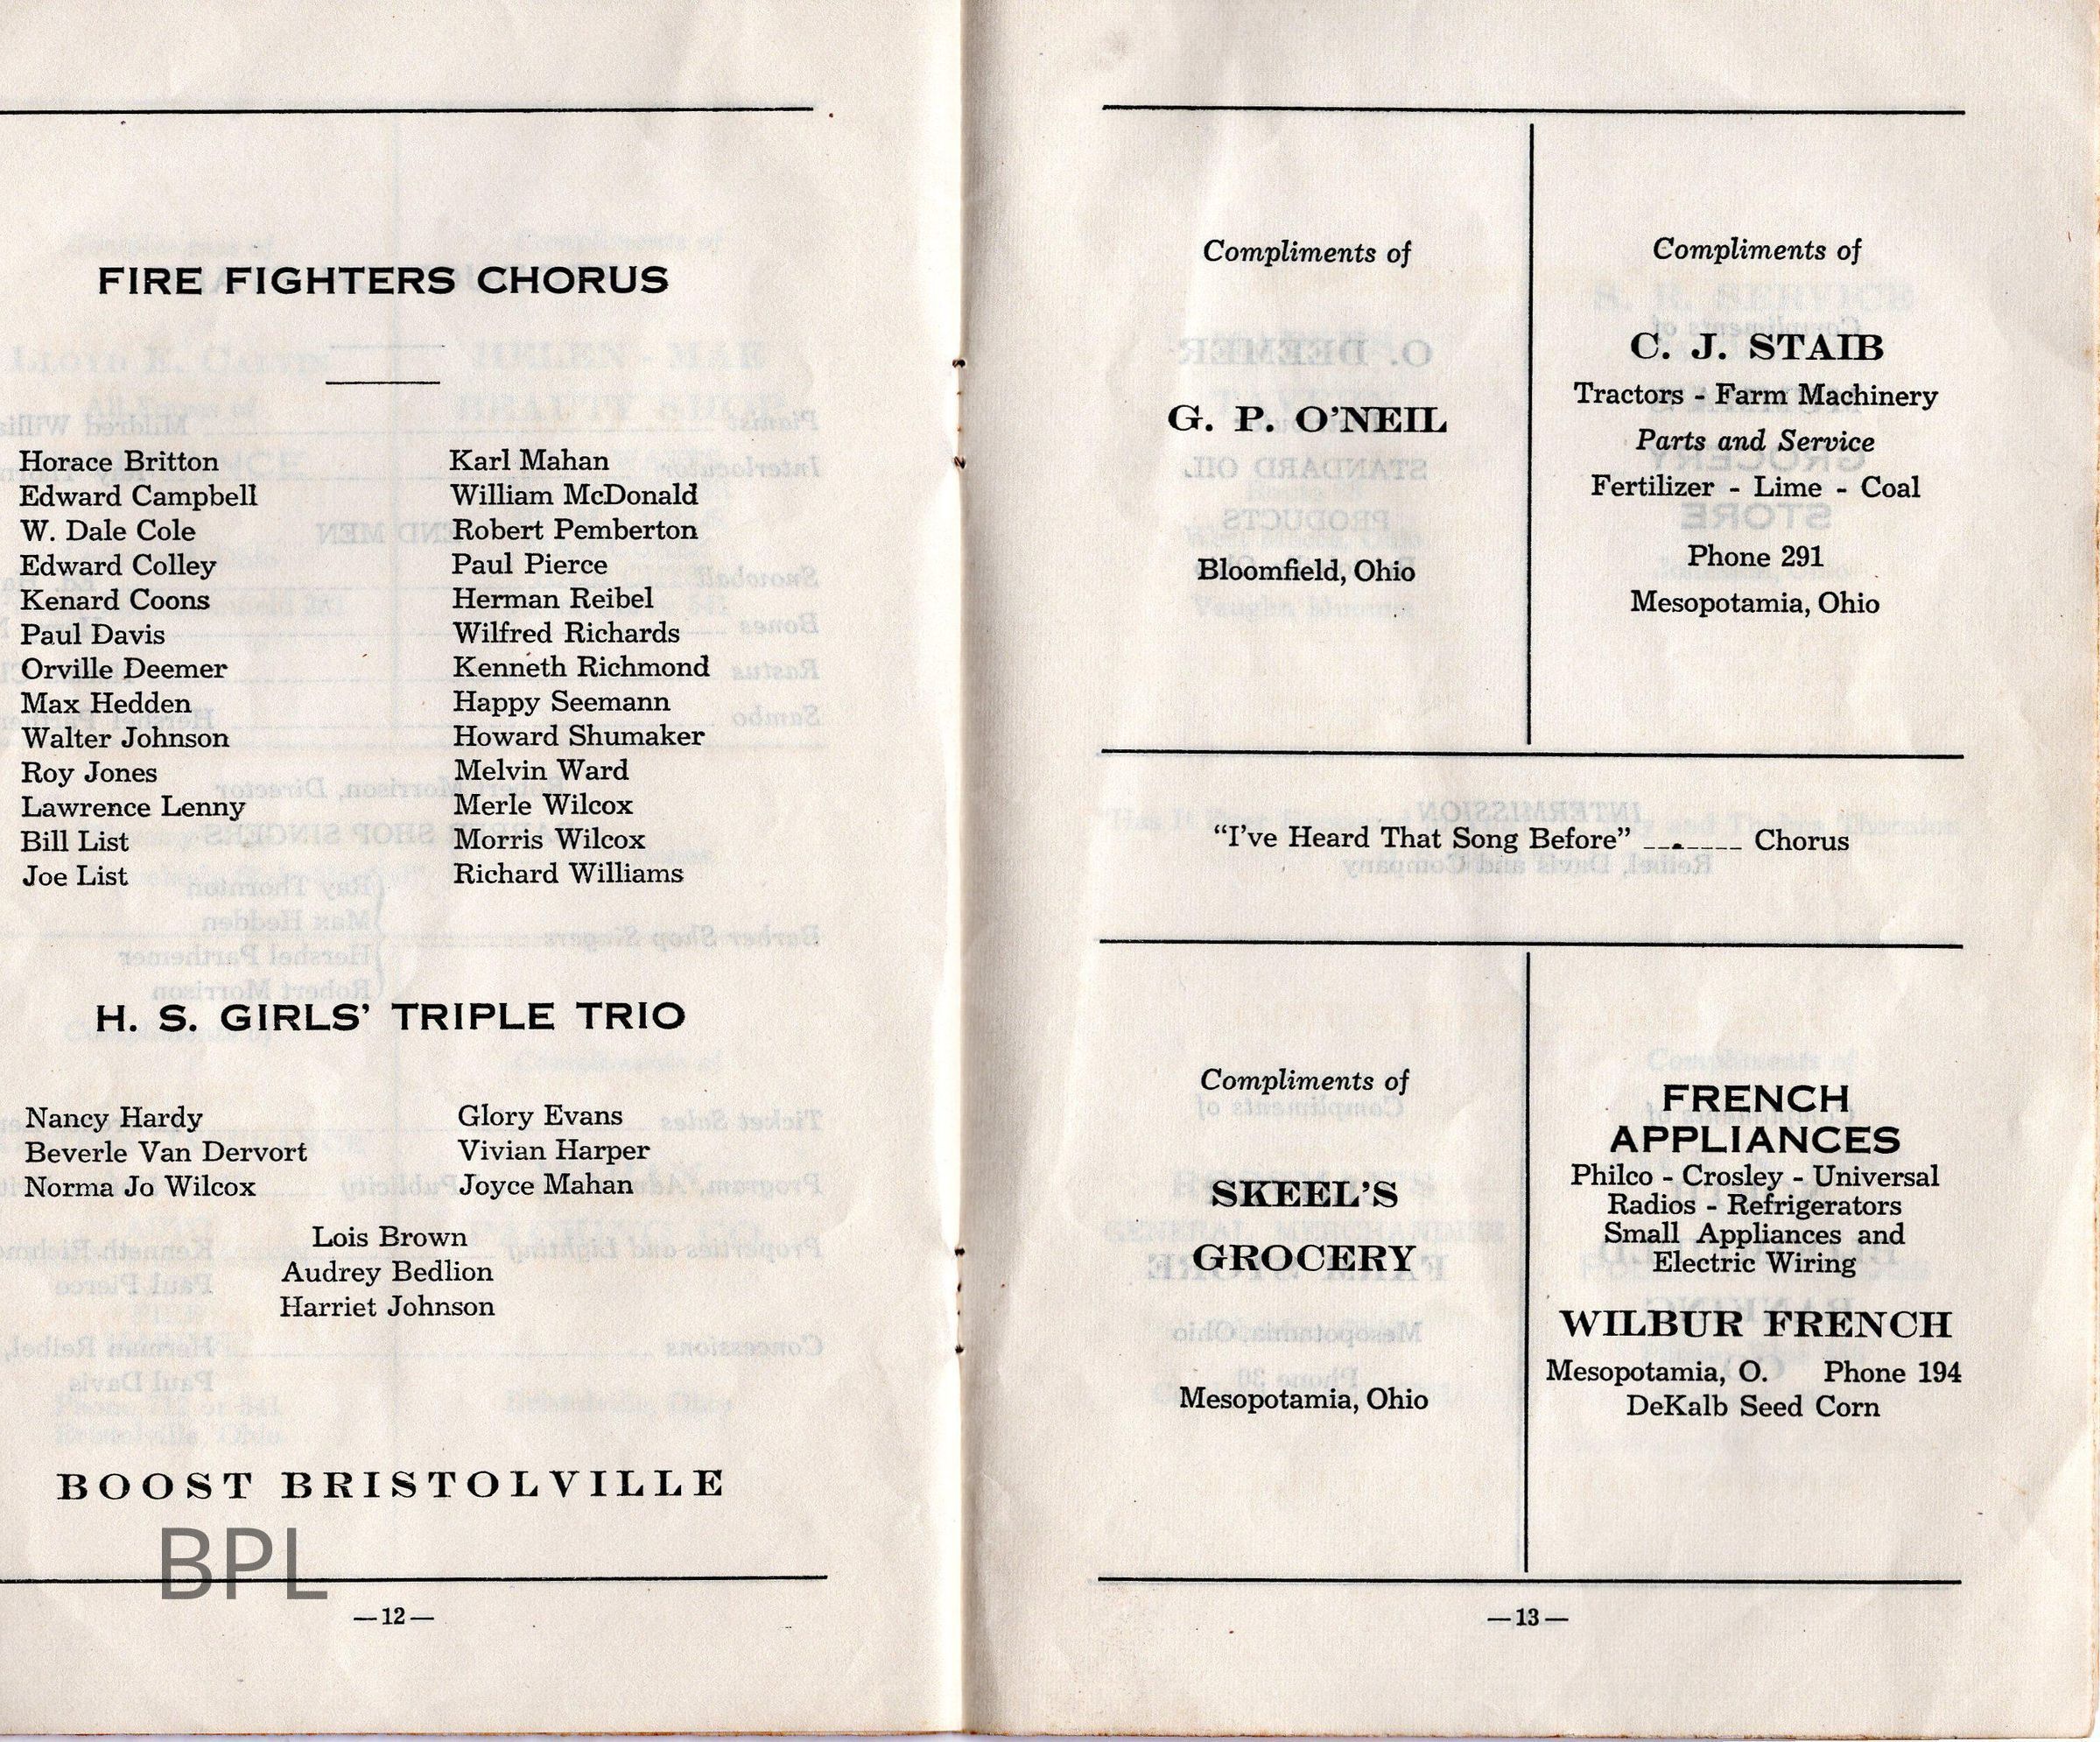 FIRE FIGHTERS CHORUS
Horace Britton
Edward Campbell
W. Dale Cole
Edward Colley
Kenard Coons
Paul Davis
Orville Deemer
Max Hedden
Walter Johnson
Roy Jones
Lawrence Lenny
Bill List
Joe List
Karl Mahan
William McDonald
Robert Pemberton
Paul Pierce
Herman Reibel
Wilfred Richards
Kenneth Richmond
Happy Seemann
Howard Shumaker
Melvin Ward
Merle Wilcox
Morris Wilcox
Richard Williams
H. S. GIRLS' TRIPLE TRIO
Nancy Hardy
Beverle Van Dervort
Norma Jo Wilcox
Glory Evans
Vivian Harper
Joyce Mahan
Lois Brown
Audrey Bedlion
Harriet Johnson
BOOST BRISTOLVILLE
BPL
—12—
Compliments of
G. P. O'NEIL
Bloomfield, Ohio
Compliments of
C. J. STAIB
Tractors - Farm Machinery
Parts and Service
Fertilizer - Lime - Coal
Phone 291
Mesopotamia, Ohio
"I've Heard That Song Before" _______ Chorus
Compliments of
SKEEL'S
GROCERY
Mesopotamia, Ohio
FRENCH
APPLIANCES
Philco - Crosley - Universal
Radios - Refrigerators
Small Appliances and
Electric Wiring
WILBUR FRENCH
Mesopotamia, O. Phone 194
DeKalb Seed Corn
—13—